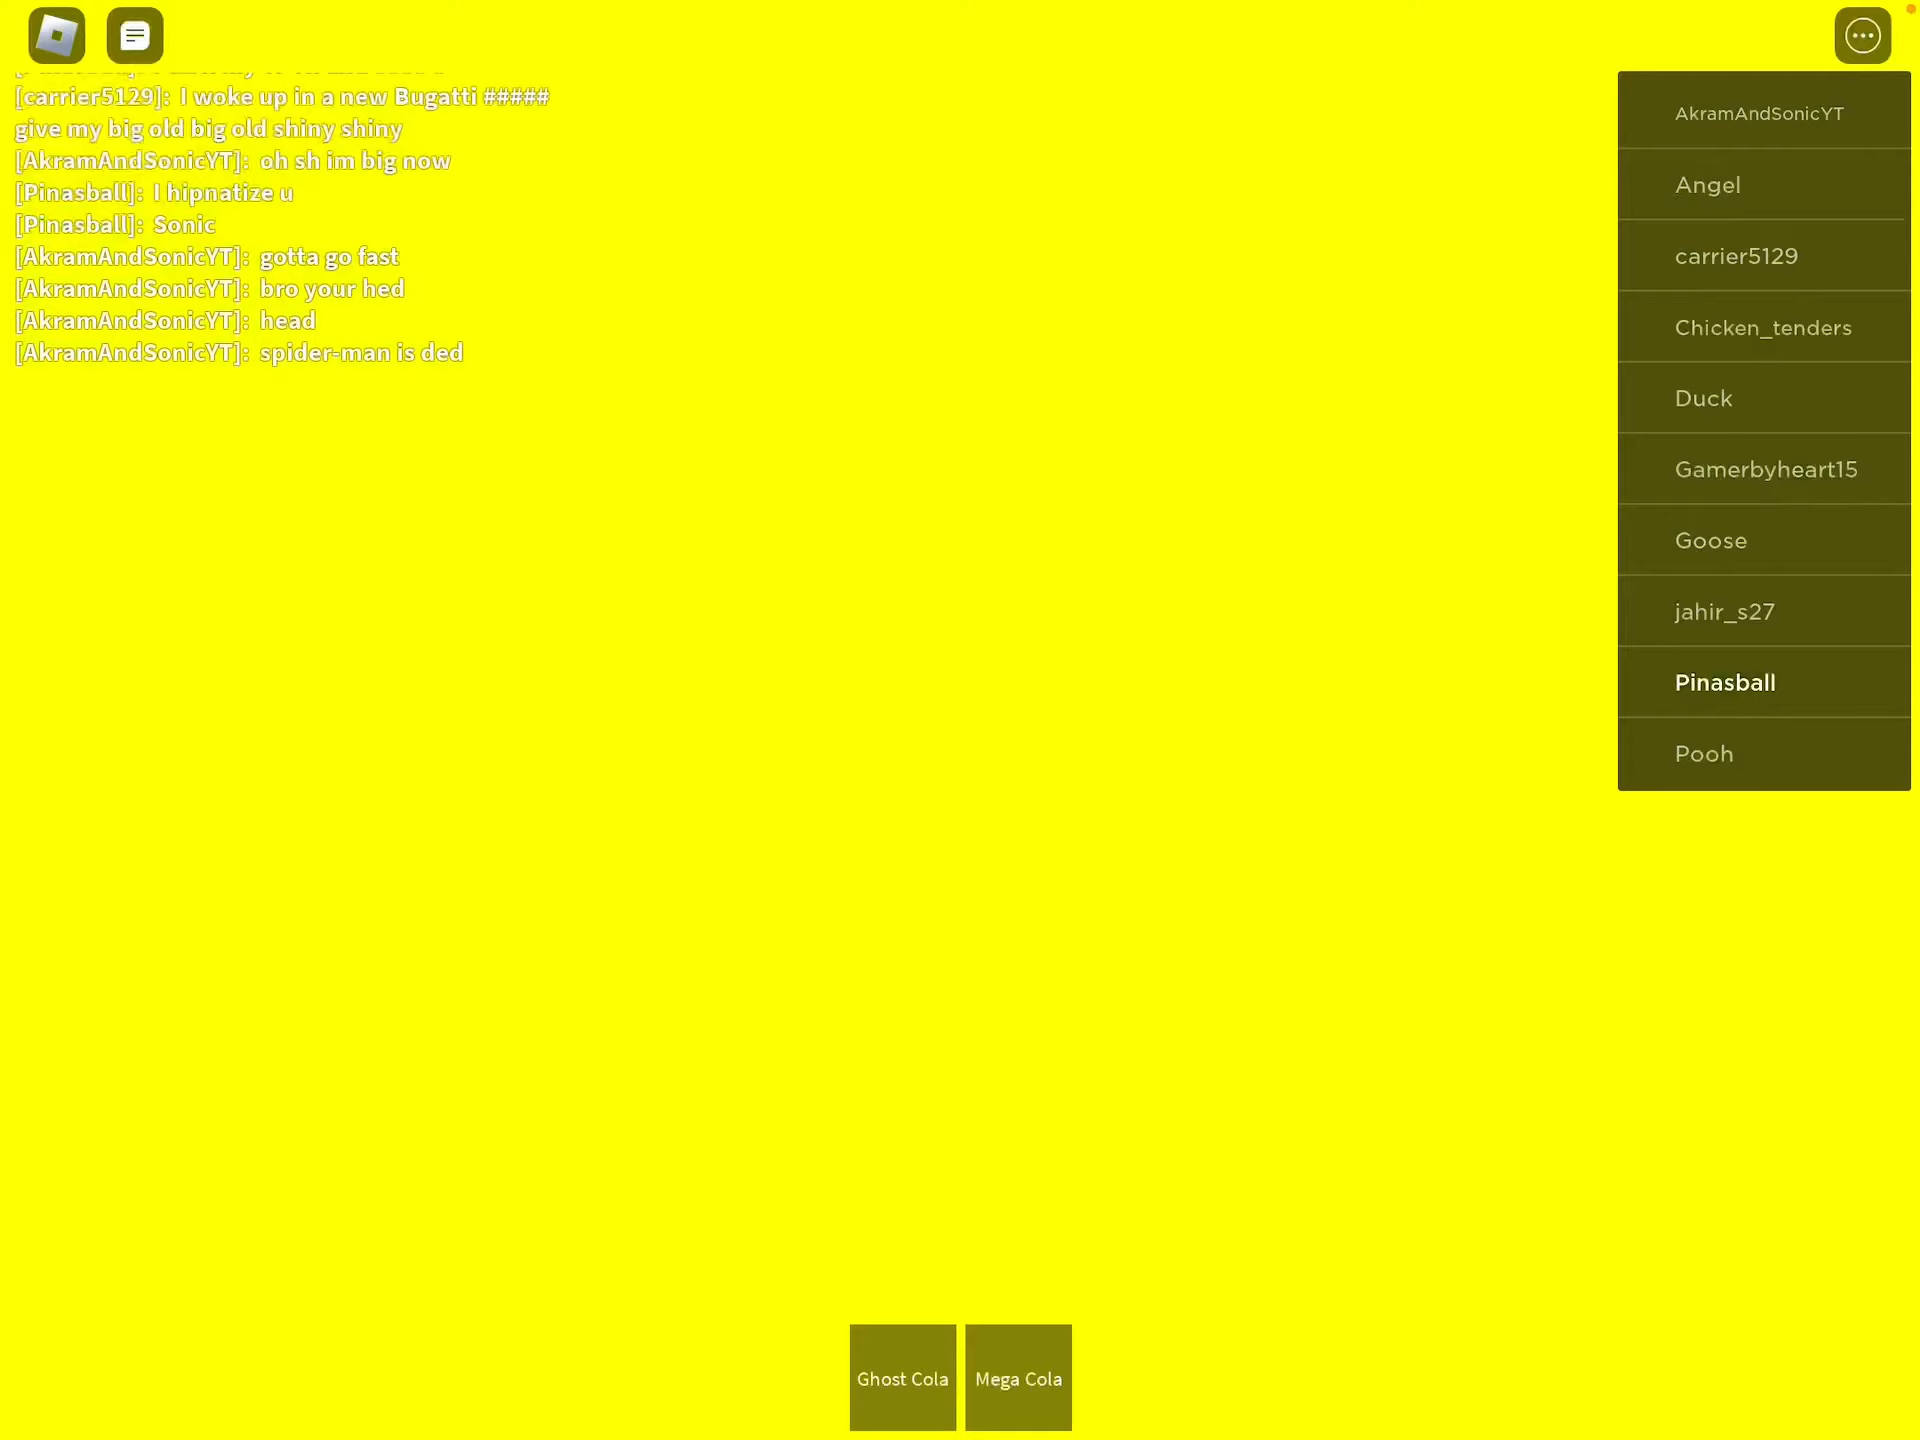 [carrier5129]: I woke up in a new Bugatti #####
give my big old big old shiny shiny
[AkramAndSonicYT]: oh sh im big now
[Pinasball]: I hipnatize u
[Pinasball]: Sonic
[AkramAndSonicYT]: gotta go fast
[AkramAndSonicYT]: bro your hed
[AkramAndSonicYT]: head
[AkramAndSonicYT]: spider-man is ded
AkramAndSonicYT
Angel
carrier5129
Chicken_tenders
Duck
Gamerbyheart15
Goose
jahir_s27
Pinasball
Pooh
Ghost Cola
Mega Cola